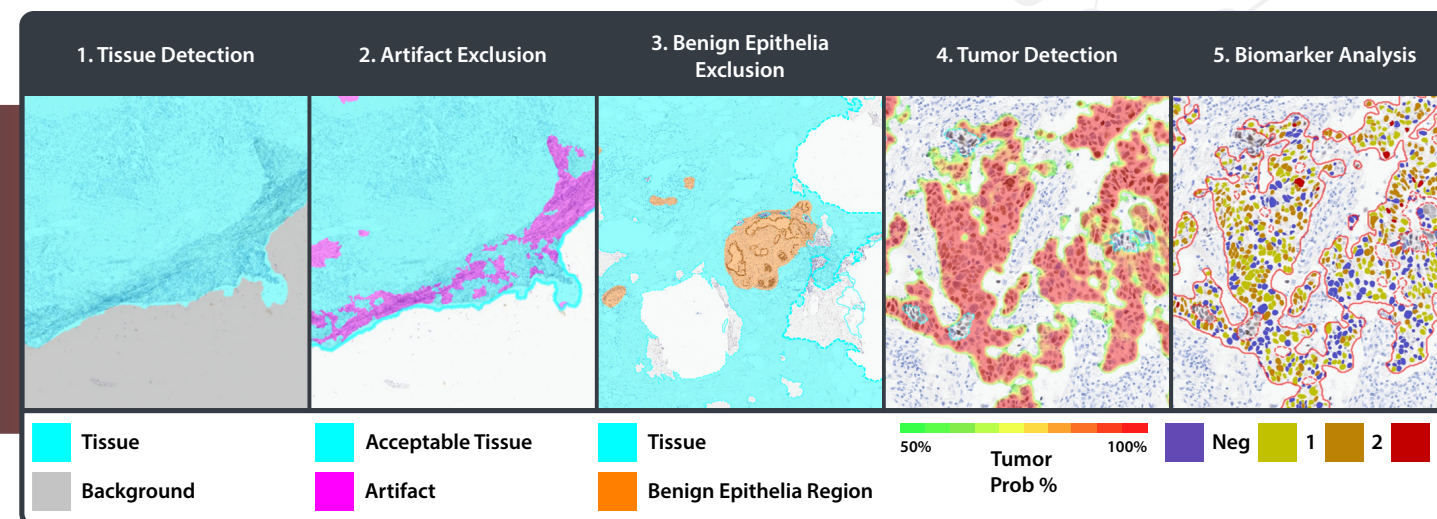 1. Tissue Detection
2. Artifact Exclusion
3. Benign Epithelia
Exclusion
4. Tumor Detection
5. Biomarker Analysis
Tissue
Background
Acceptable Tissue
Artifact
Tissue
Benign Epithelia Region
50%
100%
Tumor
Prob %
Neg
1
2